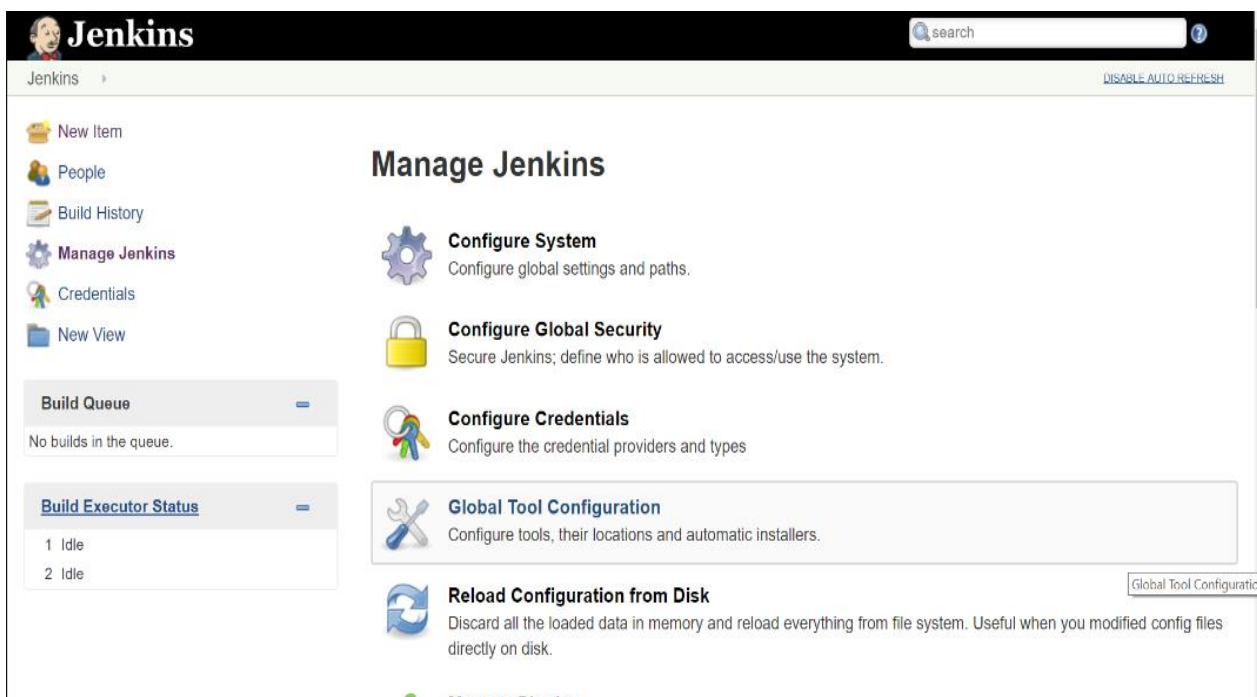 Jenkins
search
Jenkins
DISABLE AUTO REFRESH
New Item
People
Build History
Manage Jenkins
Credentials
New View
Build Queue
No builds in the queue.
Build Executor Status
1 Idle
2 Idle
Manage Jenkins
Configure System
Configure global settings and paths.
Configure Global Security
Secure Jenkins; define who is allowed to access/use the system.
Configure Credentials
Configure the credential providers and types
Global Tool Configuration
Configure tools, their locations and automatic installers.
Global Tool Configuratio
Reload Configuration from Disk
Discard all the loaded data in memory and reload everything from file system. Useful when you modified config files
directly on disk.